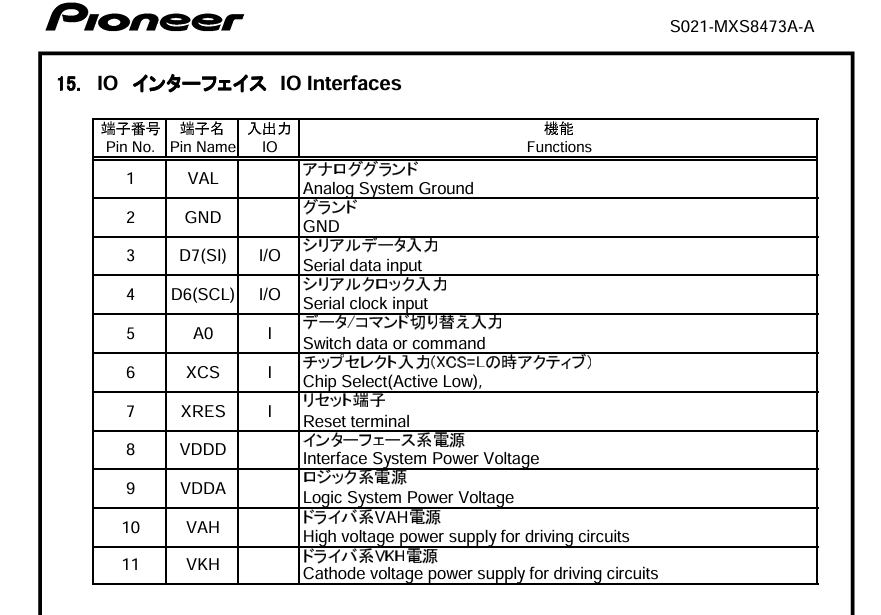 Pioneer
S021-MXS8473A-A
15. IO インターフェイス IO Interfaces
端子番号 端子名 入出力 機能
Pin No. Pin Name IO Functions
1 VAL アナロググランド
Analog System Ground
2 GND グランド
GND
3 D7(SI) I/O シリアルデータ入力
Serial data input
4 D6(SCL) I/O シリアルクロック入力
Serial clock input
5 A0 I データ/コマンド切り替え入力
Switch data or command
6 XCS I チップセレクト入力(XCS=Lの時アクティブ)
Chip Select(Active Low),
7 XRES I リセット端子
Reset terminal
8 VDDD インターフェース系電源
Interface System Power Voltage
9 VDDA ロジック系電源
Logic System Power Voltage
10 VAH ドライバ系VAH電源
High voltage power supply for driving circuits
11 VKH ドライバ系VKH電源
Cathode voltage power supply for driving circuits